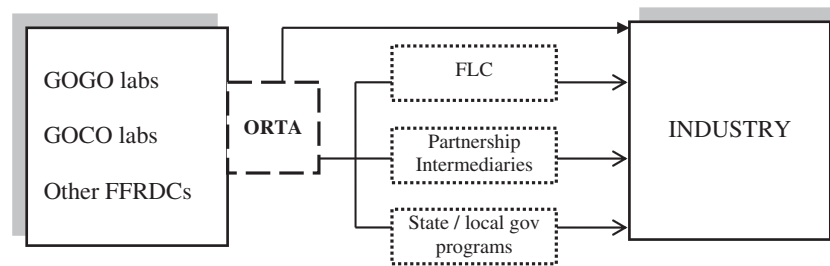 GOGO labs
GOCO labs
Other FFRDCs
ORTA
FLC
Partnership
Intermediaries
State / local gov
programs
INDUSTRY